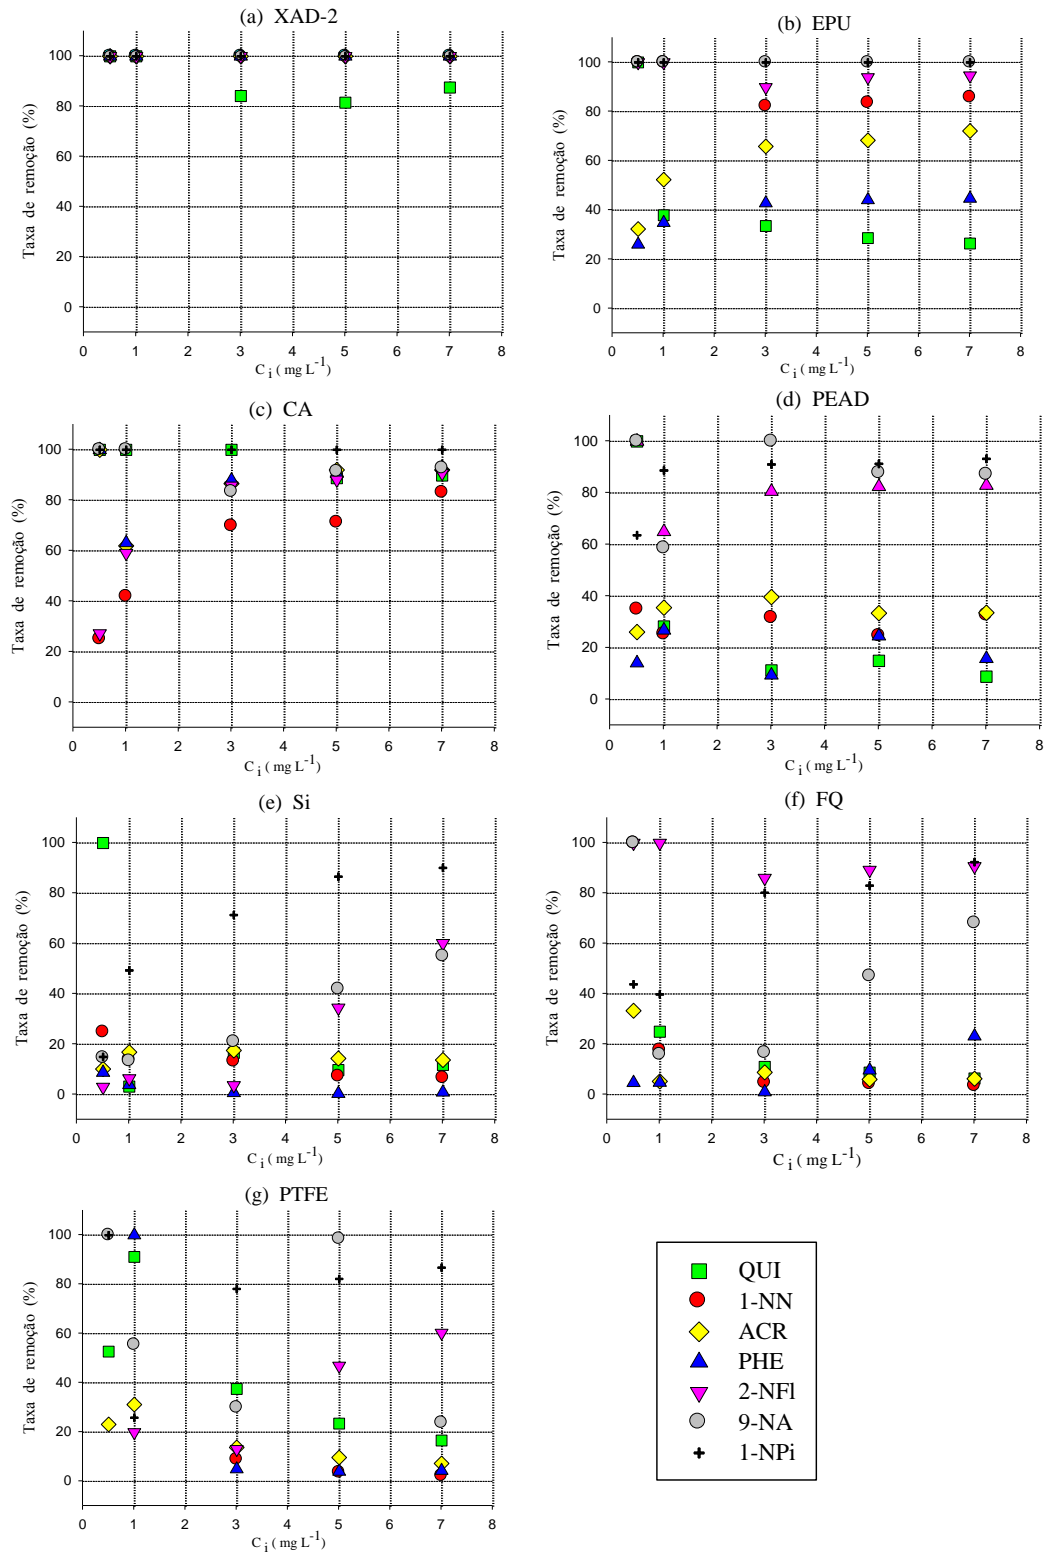 (a) XAD-2
Taxa de remoção (%)
100
80
60
40
20
0
0 1 2 3 4 5 6 7 8
C i ( mg L-1)
(b) EPU
Taxa de remoção (%)
100
80
60
40
20
0
0 1 2 3 4 5 6 7 8
C i ( mg L-1)
(c) CA
Taxa de remoção (%)
100
80
60
40
20
0
0 1 2 3 4 5 6 7 8
C i ( mg L-1)
(d) PEAD
Taxa de remoção (%)
100
80
60
40
20
0
0 1 2 3 4 5 6 7 8
C i ( mg L-1)
(e) Si
Taxa de remoção (%)
100
80
60
40
20
0
0 1 2 3 4 5 6 7 8
C i ( mg L-1)
(f) FQ
Taxa de remoção (%)
100
80
60
40
20
0
0 1 2 3 4 5 6 7 8
C i ( mg L-1)
(g) PTFE
Taxa de remoção (%)
100
80
60
40
20
0
0 1 2 3 4 5 6 7 8
C i ( mg L-1)
QUI
1-NN
ACR
PHE
2-NFl
9-NA
1-NPi